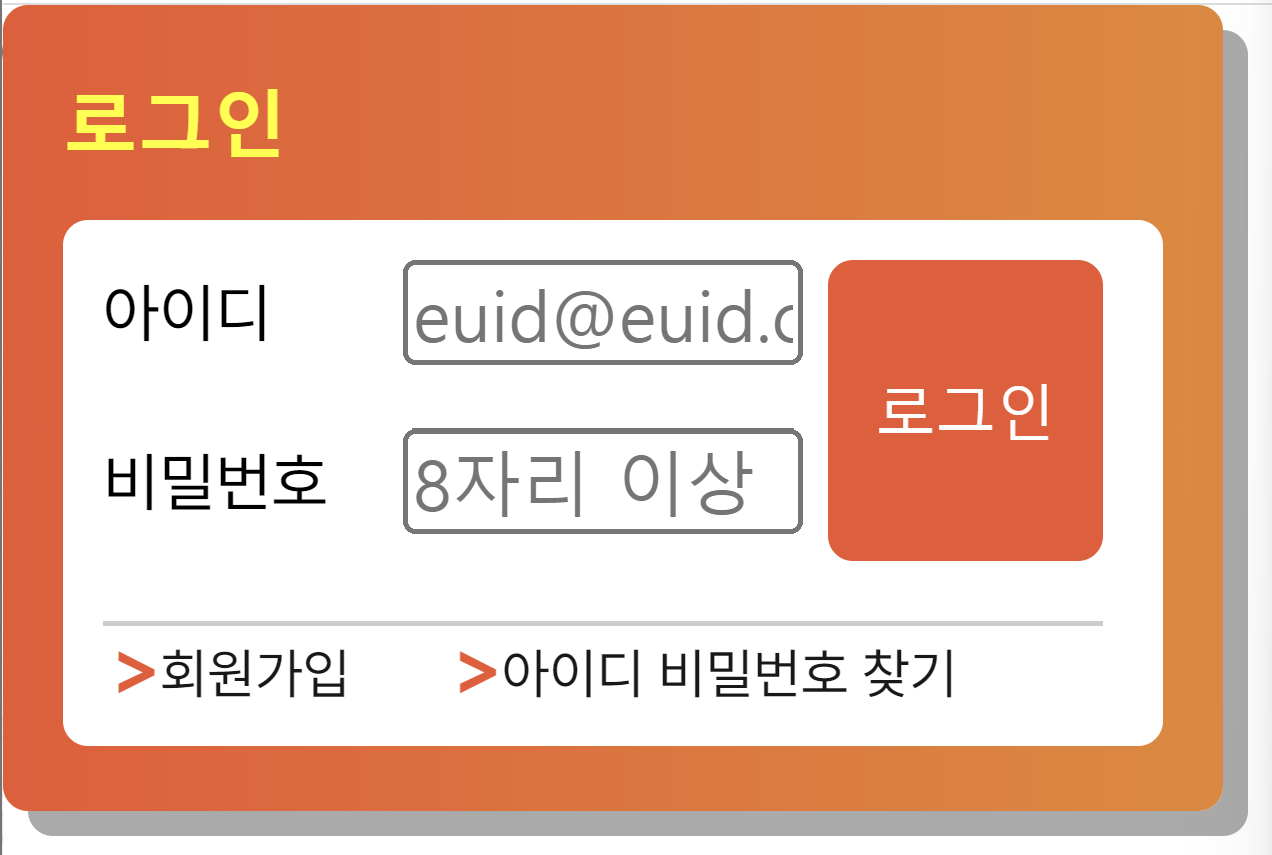 로그인
아이디
euid@euid.c
비밀번호
8자리 이상
로그인
>회원가입
>아이디 비밀번호 찾기